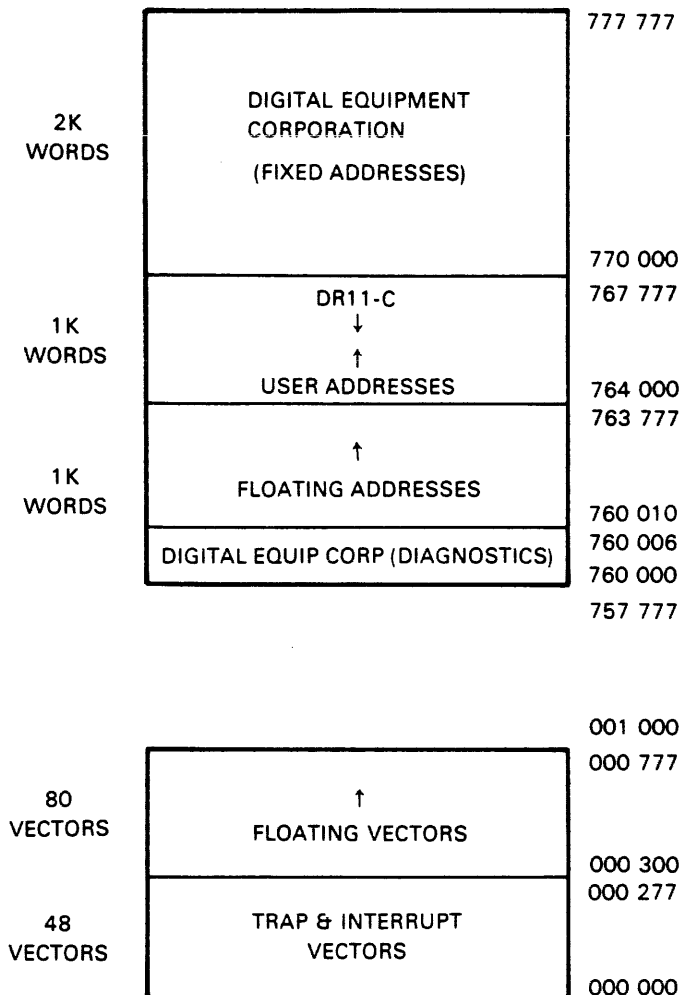 777 777
2K
WORDS
DIGITAL EQUIPMENT
CORPORATION
(FIXED ADDRESSES)
770 000
767 777
1K
WORDS
DR11-C
↓
↑
USER ADDRESSES
764 000
763 777
1K
WORDS
↑
FLOATING ADDRESSES
760 010
760 006
DIGITAL EQUIP CORP (DIAGNOSTICS)
760 000
757 777
001 000
000 777
80
VECTORS
↑
FLOATING VECTORS
000 300
000 277
48
VECTORS
TRAP & INTERRUPT
VECTORS
000 000